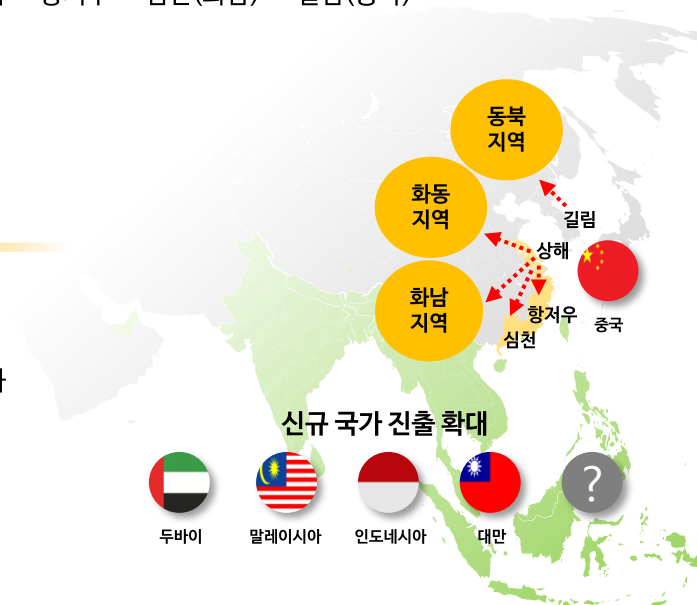 동북
지역
화동
지역
길림
상해
화남
지역
항저우
중국
심천
신규 국가 진출 확대
?
두바이
말레이시아
인도네시아
대만